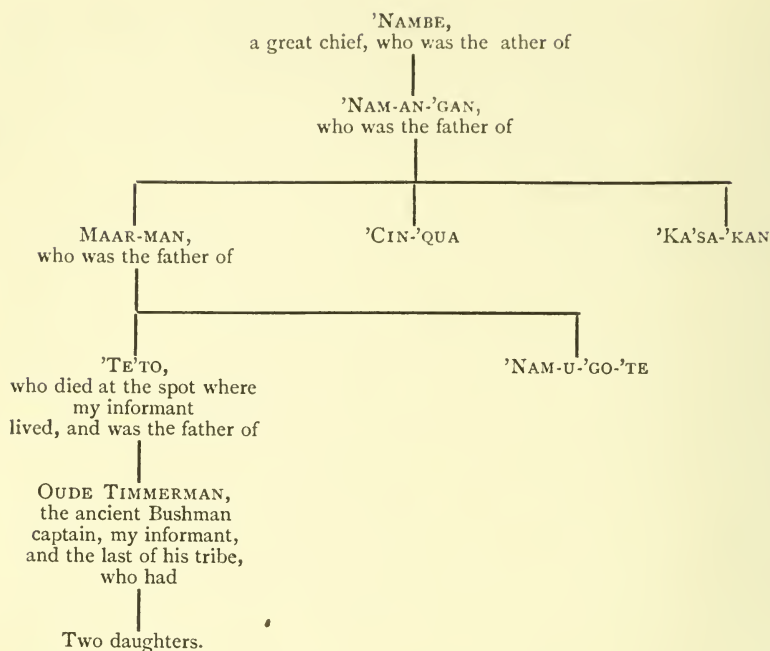 'NAMBE,
a great chief, who was the ather of
'NAM-AN-'GAN,
who was the father of
MAAR-MAN,
who was the father of
'CIN-'QUA
'KA'SA-'KAN
'TE'TO,
who died at the spot where
my informant
lived, and was the father of
'NAM-U-'GO-'TE
OUDE TIMMERMAN,
the ancient Bushman
captain, my informant,
and the last of his tribe,
who had
Two daughters.